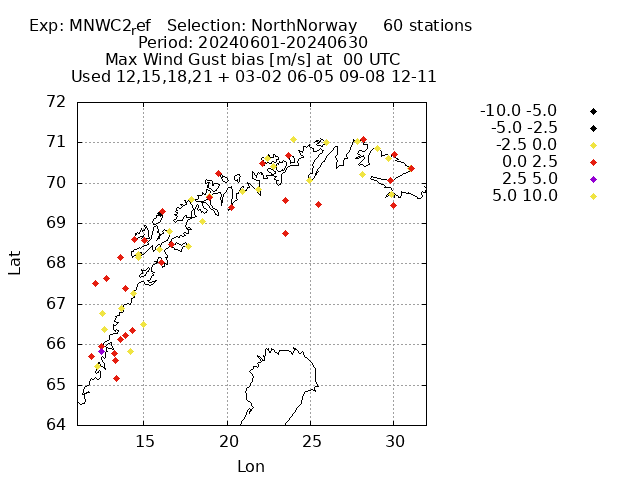 Exp: MNWC2ref   Selection: NorthNorway     60 stations
Period: 20240601-20240630
Max Wind Gust bias [m/s] at  00 UTC
Used 12,15,18,21 + 03-02 06-05 09-08 12-11
-10.0 -5.0
-5.0 -2.5
-2.5 0.0
0.0 2.5
2.5 5.0
5.0 10.0
72
71
70
69
68
67
66
65
64
Lat
15 20 25 30
Lon